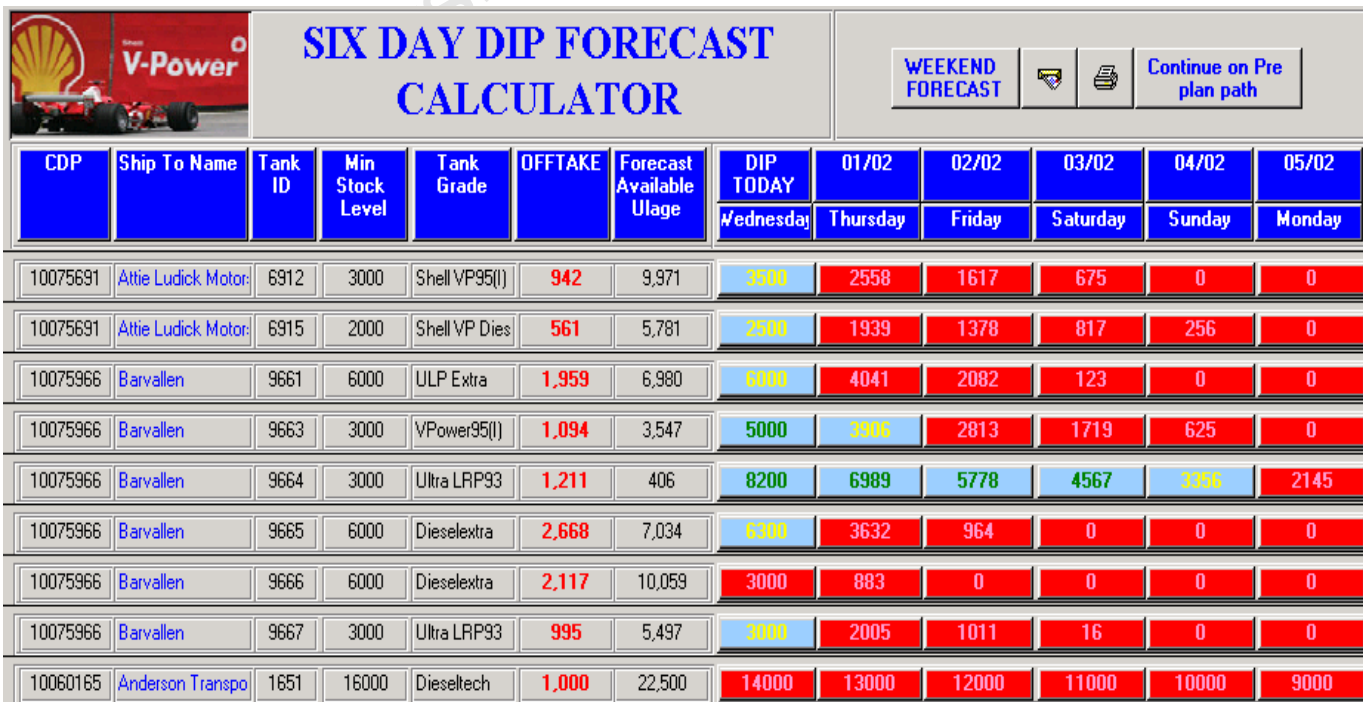 Shell
V-Power
SIX DAY DIP FORECAST
CALCULATOR
WEEKEND
FORECAST
Continue on Pre
plan path
CDP Ship To Name Tank ID Min Stock Level Tank Grade OFFTAKE Forecast Available Ulage DIP TODAY 01/02 02/02 03/02 04/02 05/02
Wednesday Thursday Friday Saturday Sunday Monday
10075691 Attie Ludick Motor 6912 3000 Shell VP95(I) 942 9,971 3500 2558 1617 675 0 0
10075691 Attie Ludick Motor 6915 2000 Shell VP Dies 561 5,781 2500 1939 1378 817 256 0
10075966 Barvallen 9661 6000 ULP Extra 1,959 6,980 6000 4041 2082 123 0 0
10075966 Barvallen 9663 3000 VPower95(I) 1,094 3,547 5000 3906 2813 1719 625 0
10075966 Barvallen 9664 3000 Ultra LRP93 1,211 406 8200 6989 5778 4567 3356 2145
10075966 Barvallen 9665 6000 Dieselextra 2,668 7,034 6300 3632 964 0 0 0
10075966 Barvallen 9666 6000 Dieselextra 2,117 10,059 3000 883 0 0 0 0
10075966 Barvallen 9667 3000 Ultra LRP93 995 5,497 3000 2005 1011 16 0 0
10060165 Anderson Transpo 1651 16000 Dieseltech 1,000 22,500 14000 13000 12000 11000 10000 9000